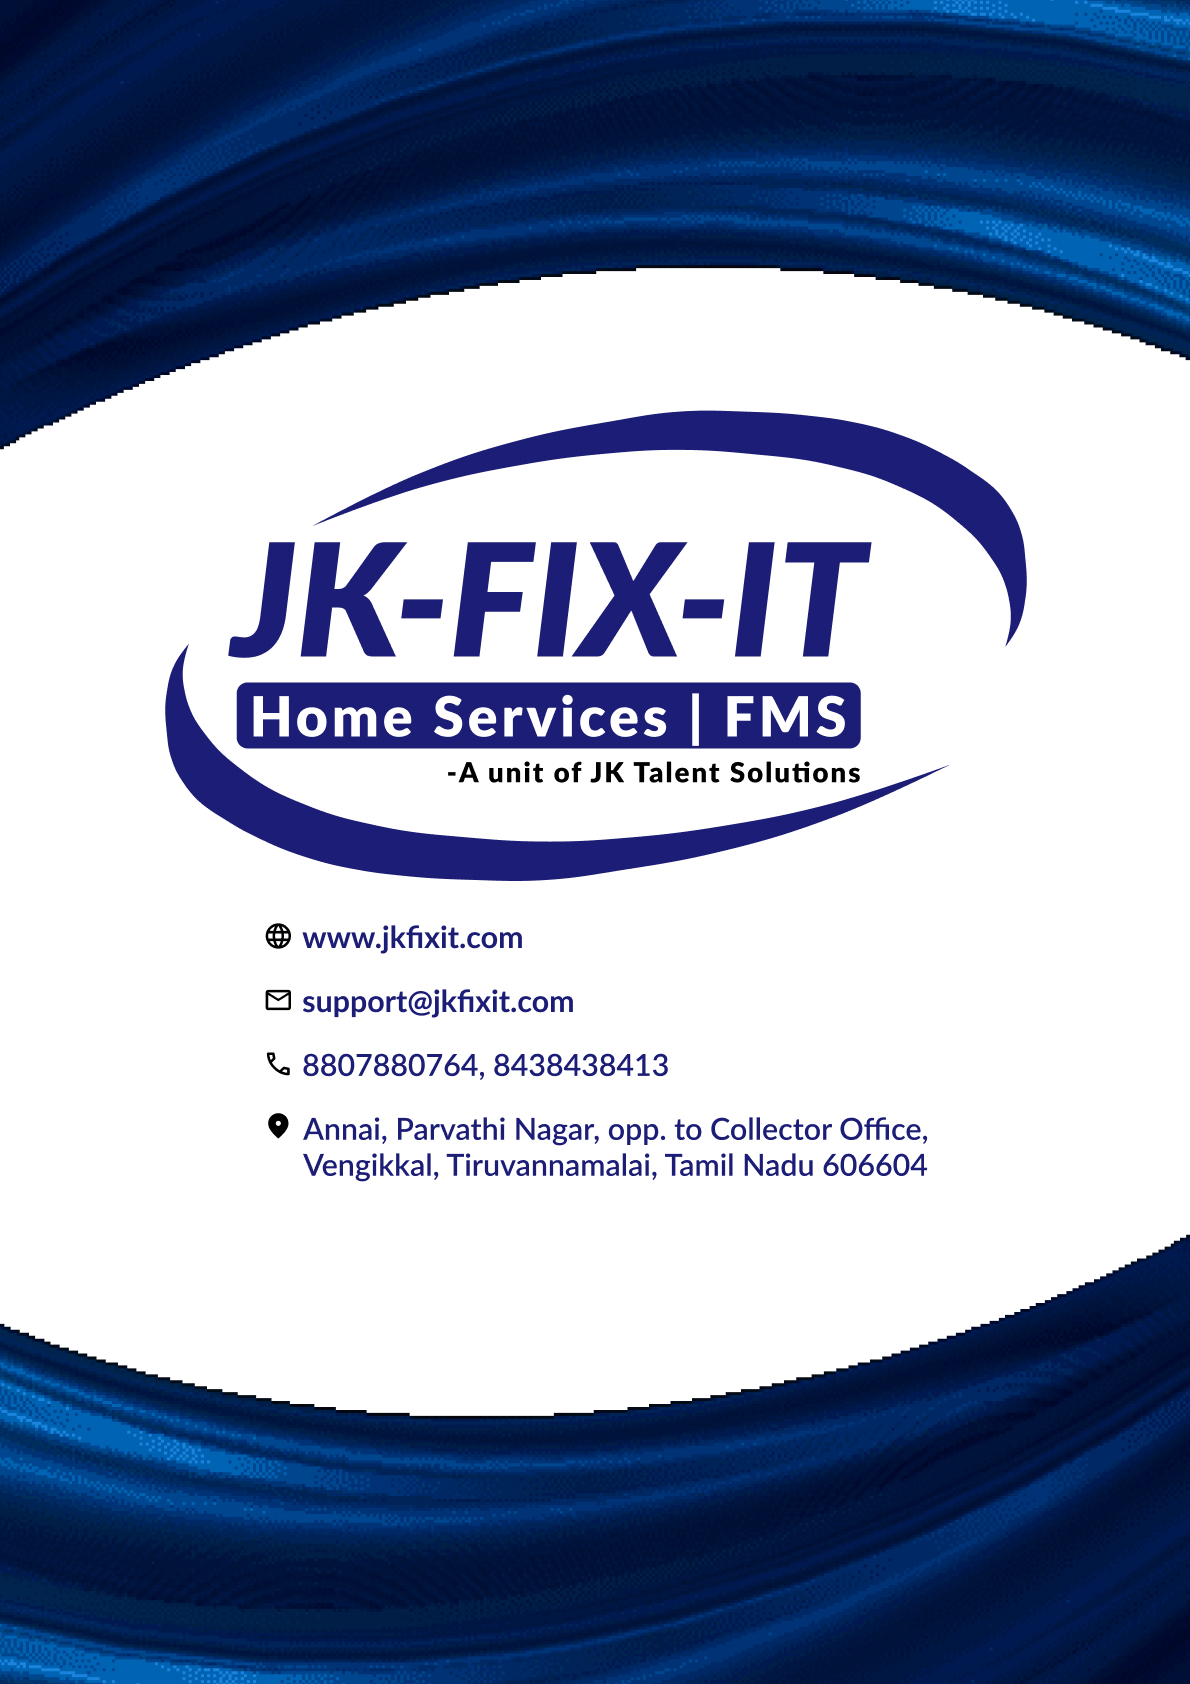 JK-FIX-IT
Home Services | FMS
-A unit of JK Talent Solutions
www.jkfixit.com
support@jkfixit.com
8807880764, 8438438413
Annai, Parvathi Nagar, opp. to Collector Office,
Vengikkal, Tiruvannamalai, Tamil Nadu 606604